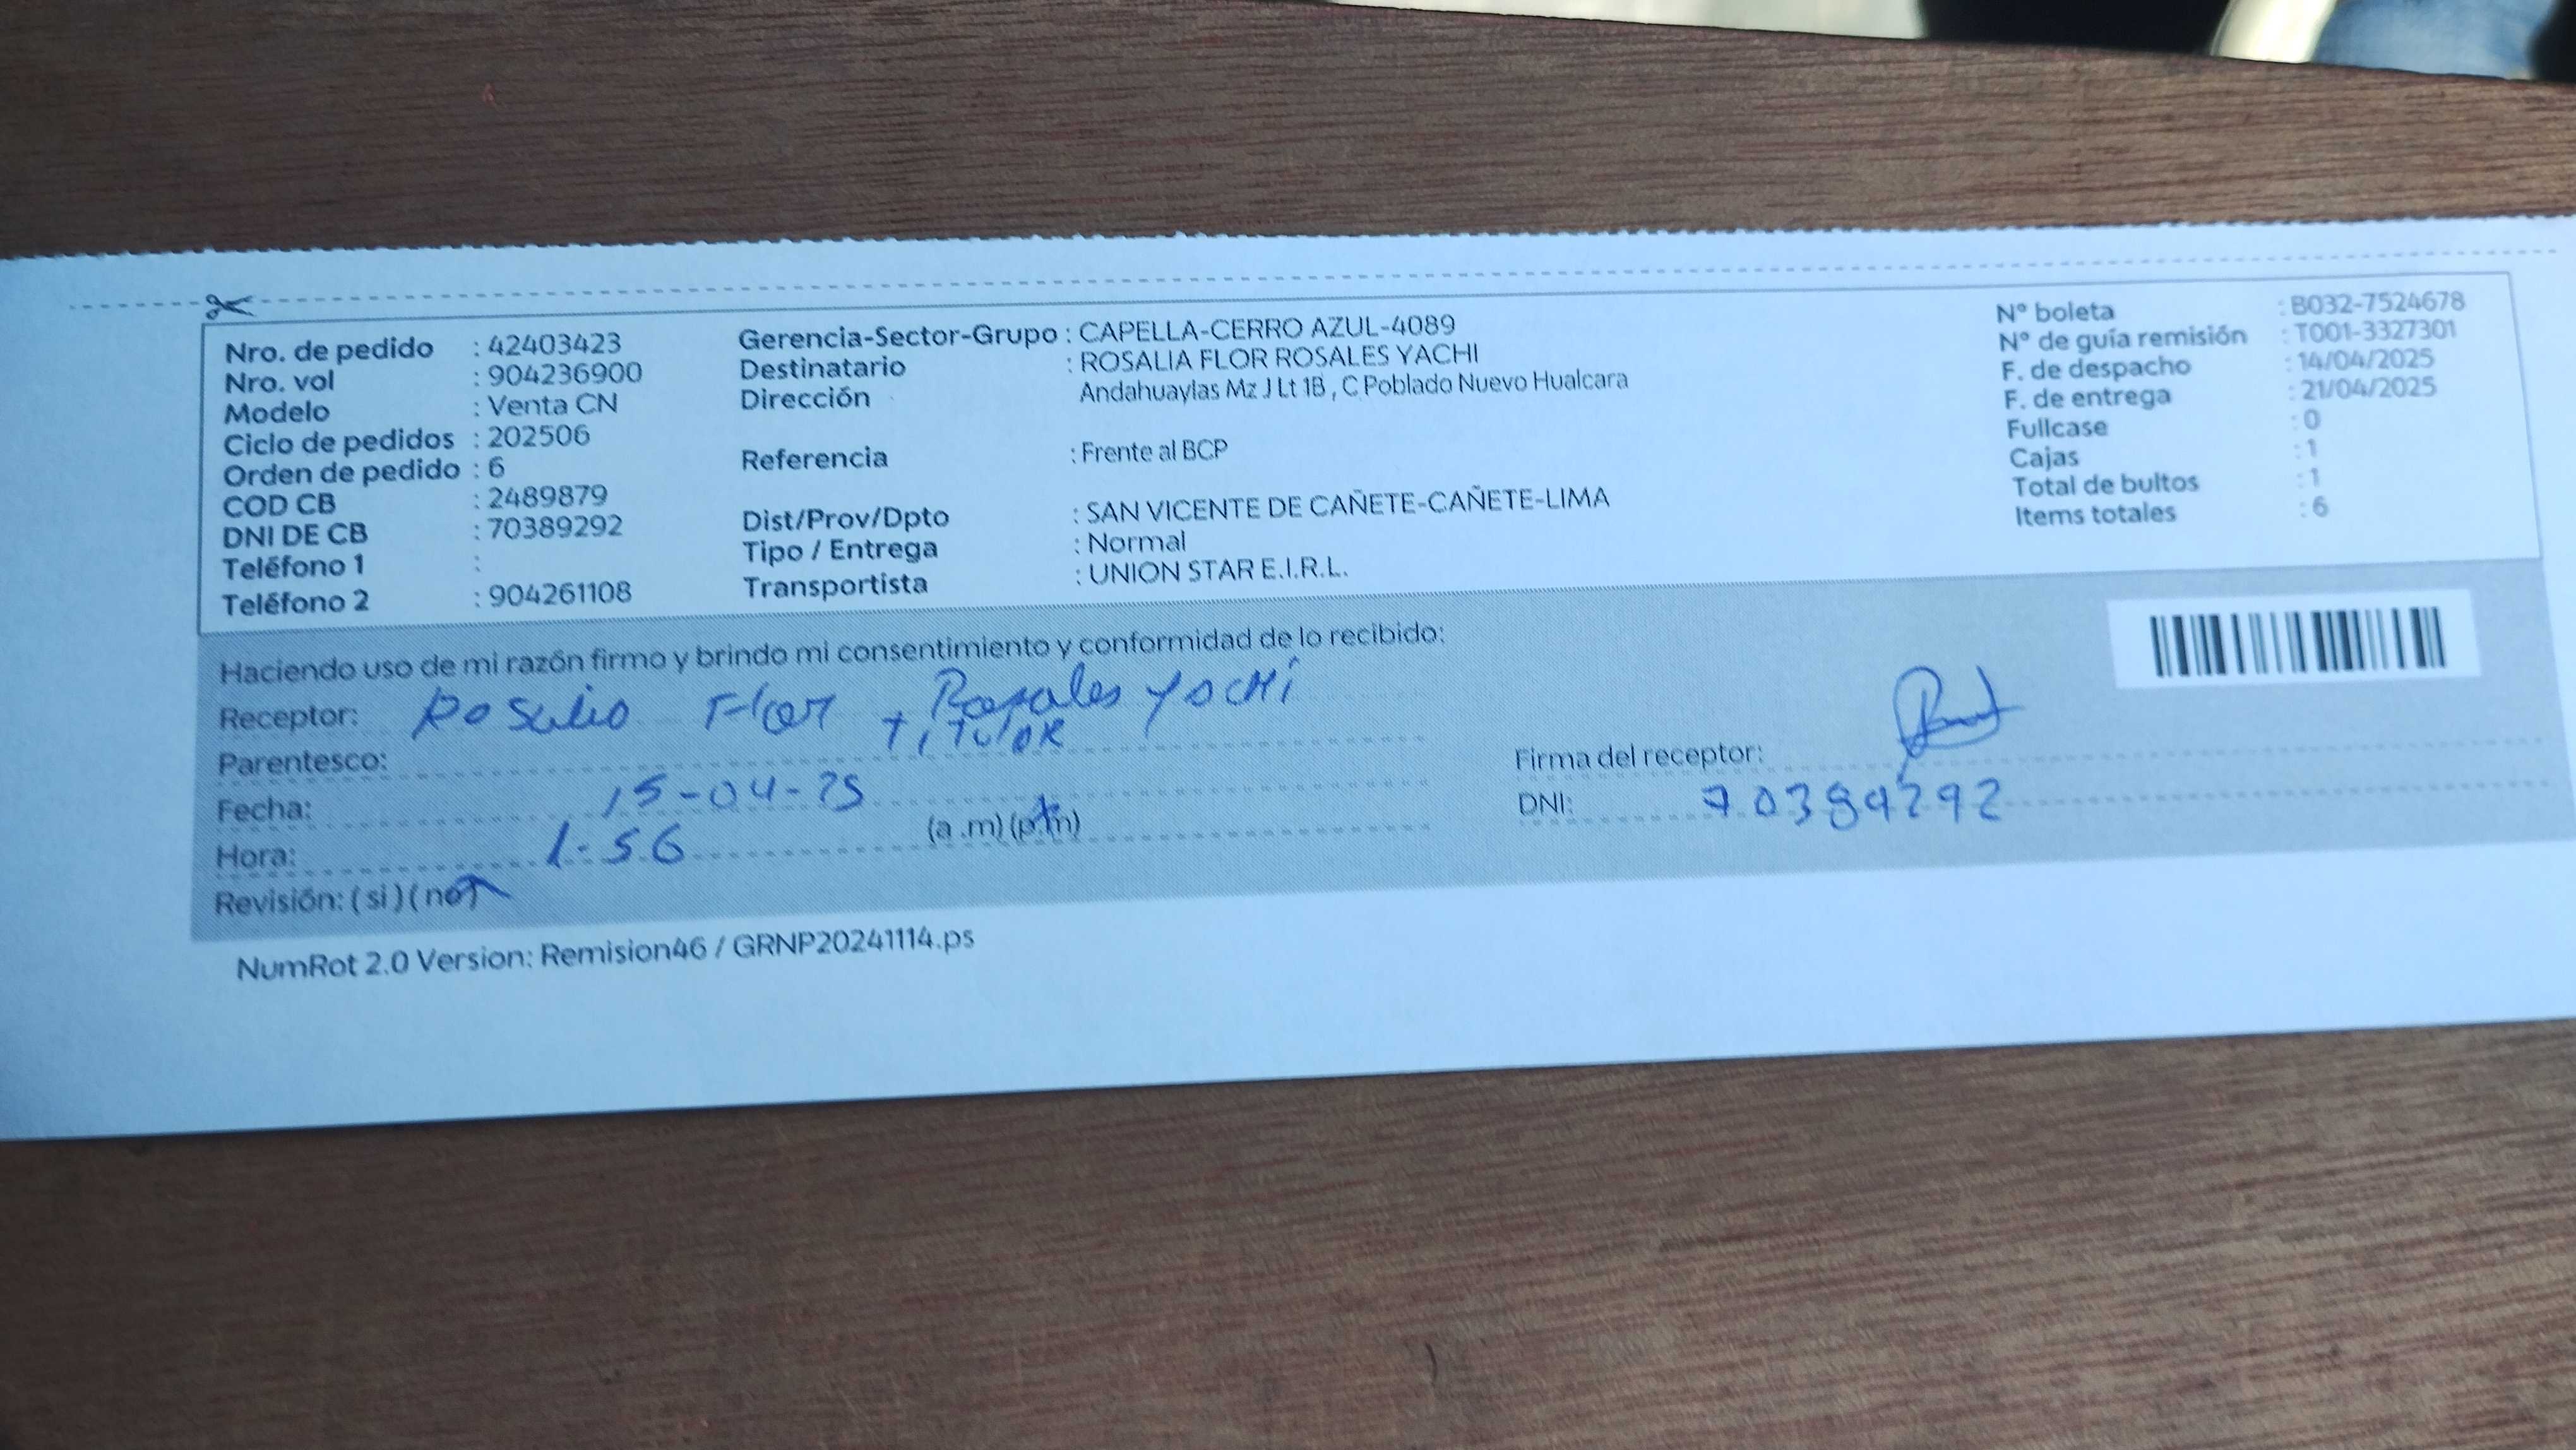 Nro. de pedido : 42403423
Nro. vol : 904236900
Modelo : Venta CN
Ciclo de pedidos : 202506
Orden de pedido : 6
COD CB : 2489879
DNI DE CB : 70389292
Teléfono 1 :
Teléfono 2 : 904261108
Gerencia-Sector-Grupo : CAPELLA-CERRO AZUL-4089
Destinatario : ROSALIA FLOR ROSALES YACHI
Dirección Andahuaylas Mz J Lt 1B , C Poblado Nuevo Hualcara
Referencia : Frente al BCP
Dist/Prov/Dpto : SAN VICENTE DE CAÑETE-CAÑETE-LIMA
Tipo / Entrega : Normal
Transportista : UNION STAR E.I.R.L.
N° boleta : B032-7524678
N° de guía remisión : T001-3327301
F. de despacho : 14/04/2025
F. de entrega : 21/04/2025
Fullcase : 0
Cajas : 1
Total de bultos : 1
Items totales : 6
Haciendo uso de mi razón firmo y brindo mi consentimiento y conformidad de lo recibido:
Receptor: Rosalia Flor Rosales Yachi
Parentesco: Titular
Fecha: 15-04-25
Hora: 1:56 (a .m) (p.m)
Revisión: ( si ) ( no )
Firma del receptor:
DNI: 70389292
NumRot 2.0 Version: Remision46 / GRNP20241114.ps